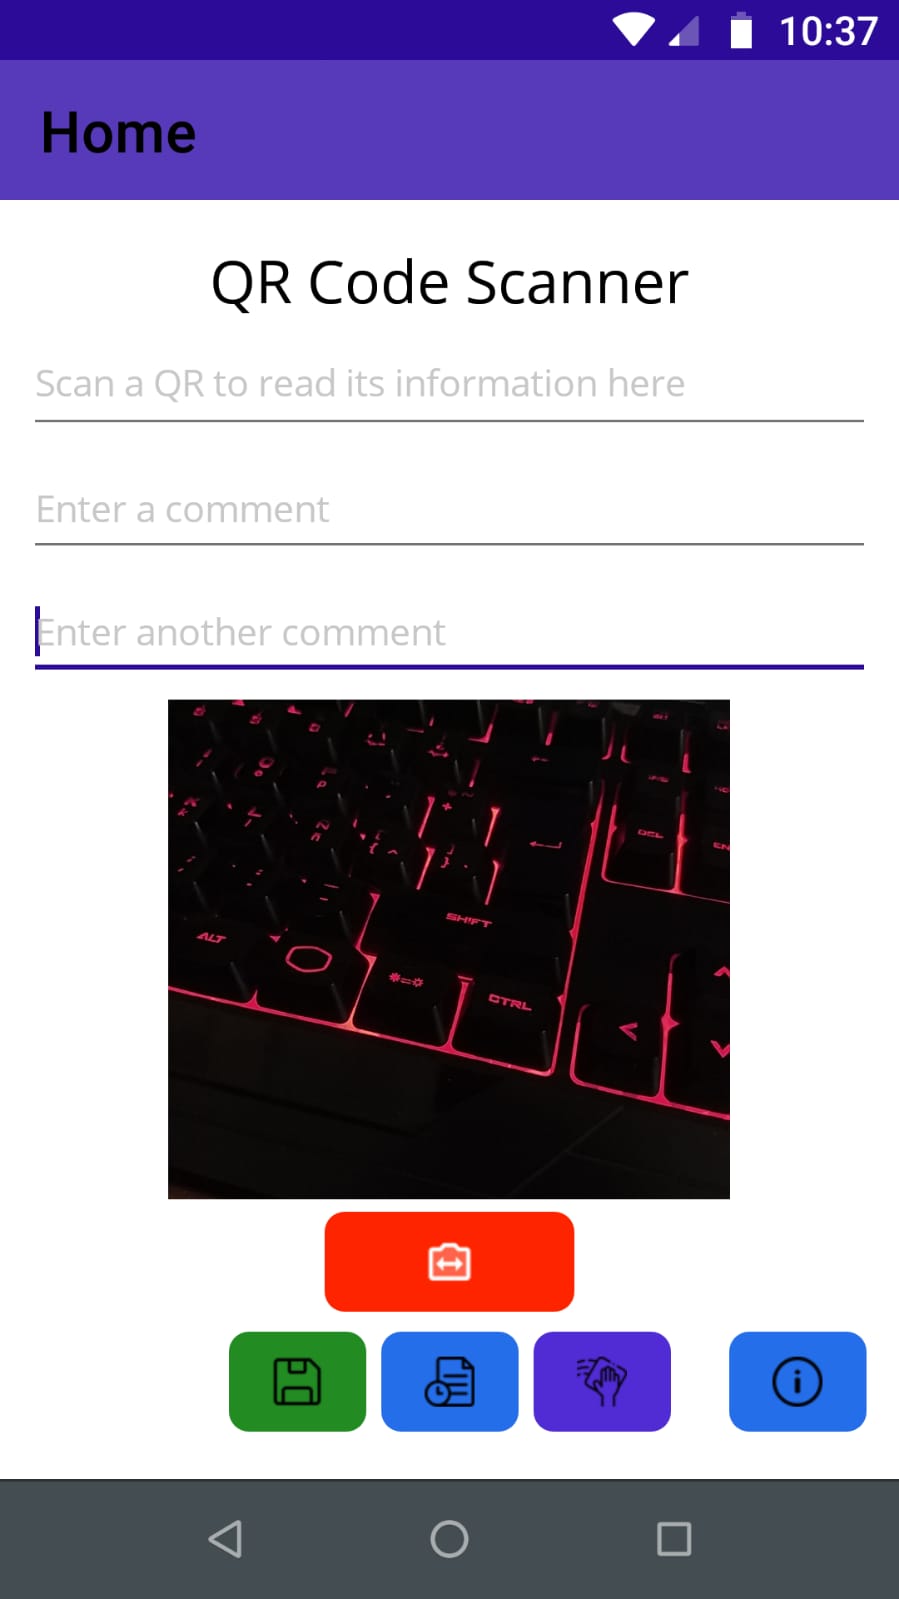 10:37
Home
QR Code Scanner
Scan a QR to read its information here
Enter a comment
Enter another comment
DEL
SHIFT
ALT
CTRL